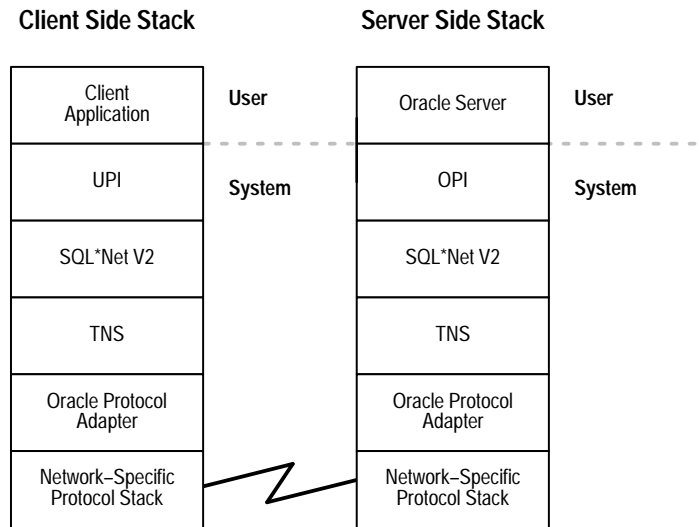 Client Side Stack
Server Side Stack
Client
Application
User
Oracle Server
User
UPI
System
OPI
System
SQL*Net V2
SQL*Net V2
TNS
TNS
Oracle Protocol
Adapter
Oracle Protocol
Adapter
Network–Specific
Protocol Stack
Network–Specific
Protocol Stack